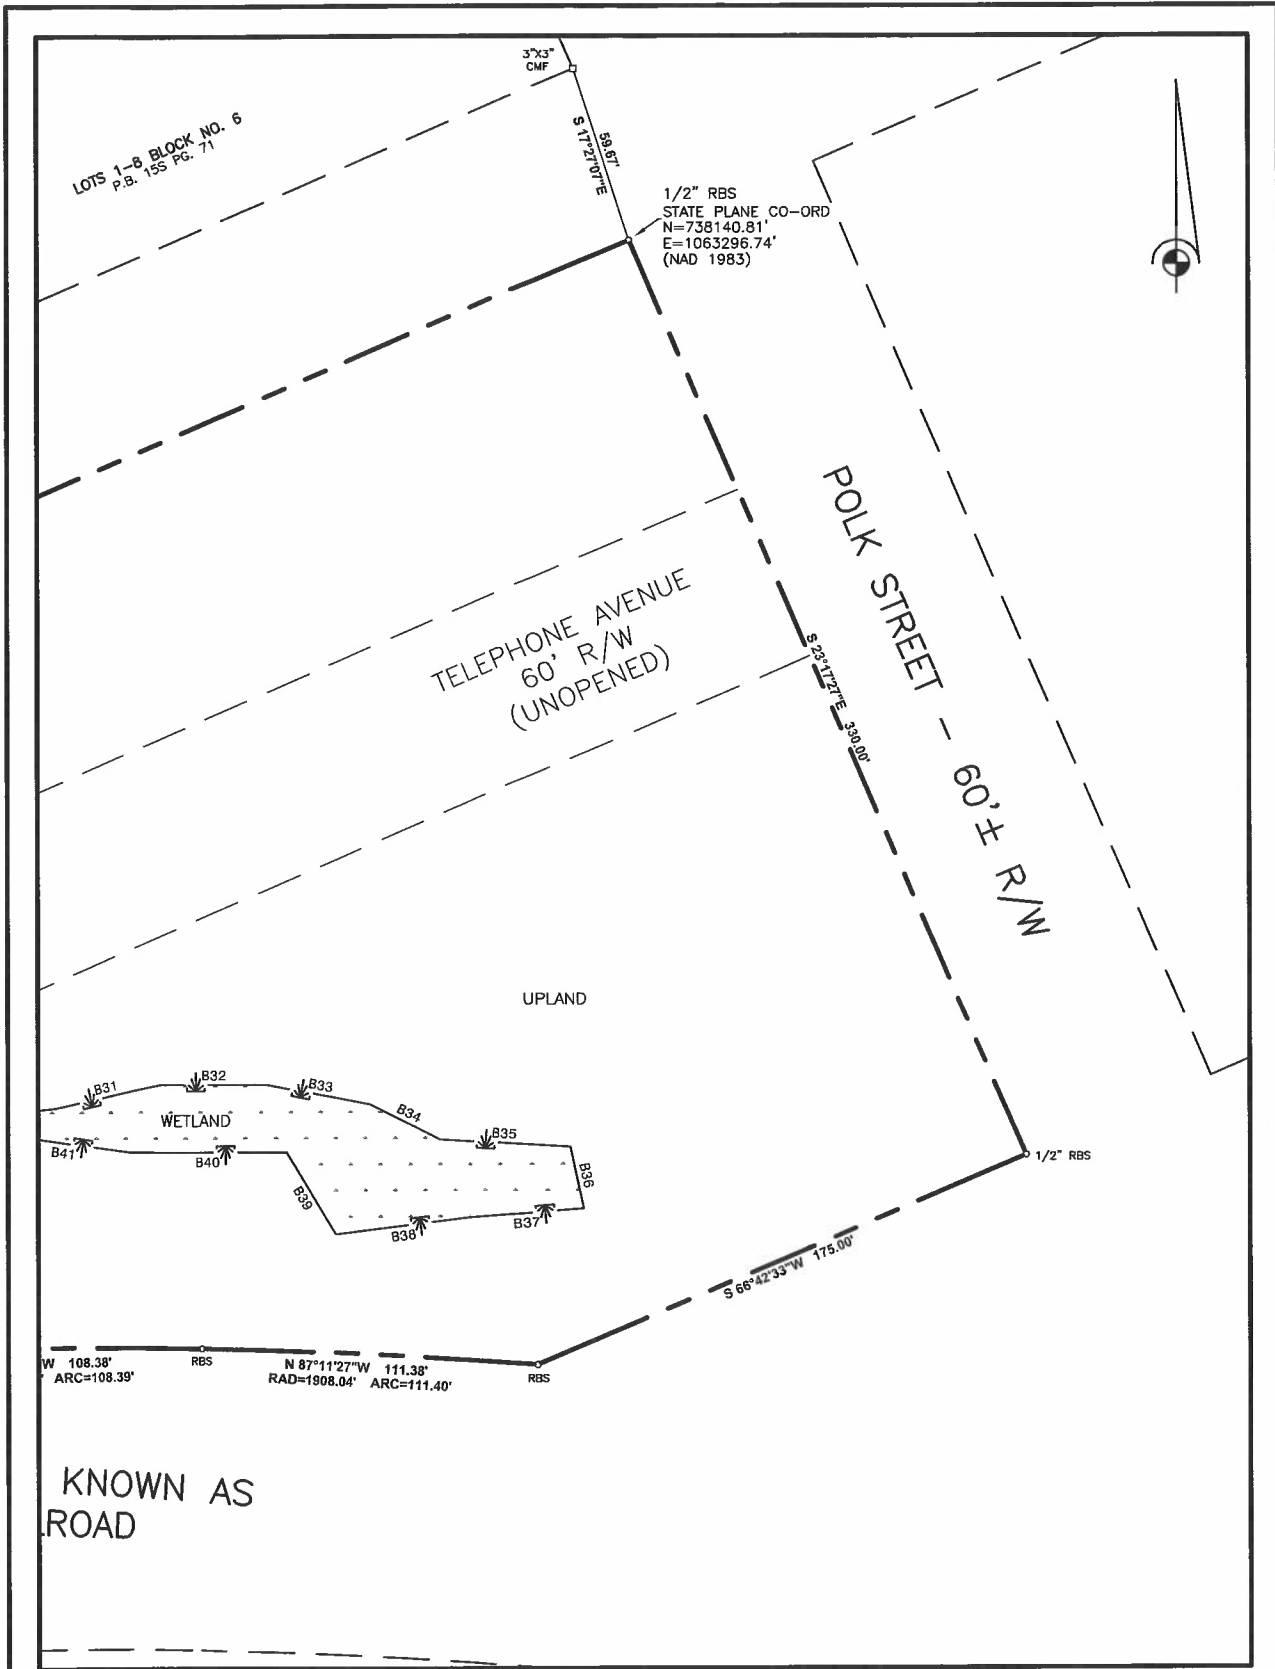 3"X3"
CMF
LOTS 1-8 BLOCK NO. 6
P.B. 15S PG. 71
59.67'
S 17°27'07"E
1/2" RBS
STATE PLANE CO-ORD
N=738140.81'
E=1063296.74'
(NAD 1983)
POLK STREET - 60'± R/W
TELEPHONE AVENUE
60' R/W
(UNOPENED)
S 23°17'27"E 330.00'
UPLAND
B31
B32
B33
B34
B35
WETLAND
B36
B41
B40
B39
B38
B37
1/2" RBS
S 66°42'33"W 175.00'
W 108.38'
' ARC=108.39'
RBS
N 87°11'27"W 111.38'
RAD=1908.04' ARC=111.40'
RBS
KNOWN AS
ROAD